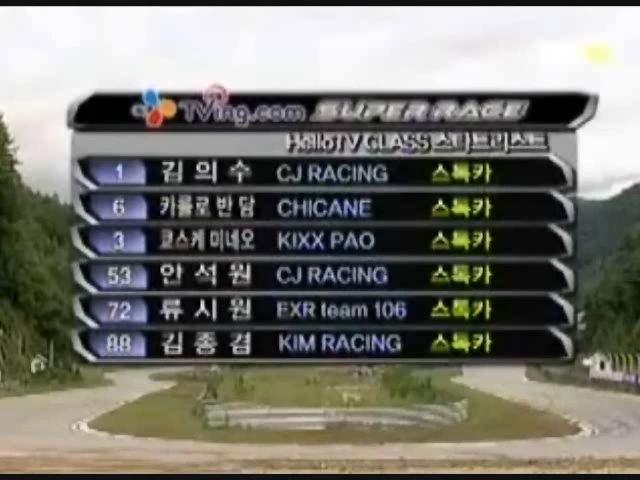 TVing.com SUPER RACE
HelloTV CLASS 스타트리스트
1 김의수 CJ RACING 스톡카
6 카를로 반 담 CHICANE 스톡카
3 쿄스케 미네오 KIXX PAO 스톡카
53 안석원 CJ RACING 스톡카
72 류시원 EXR team 106 스톡카
88 김종겸 KIM RACING 스톡카